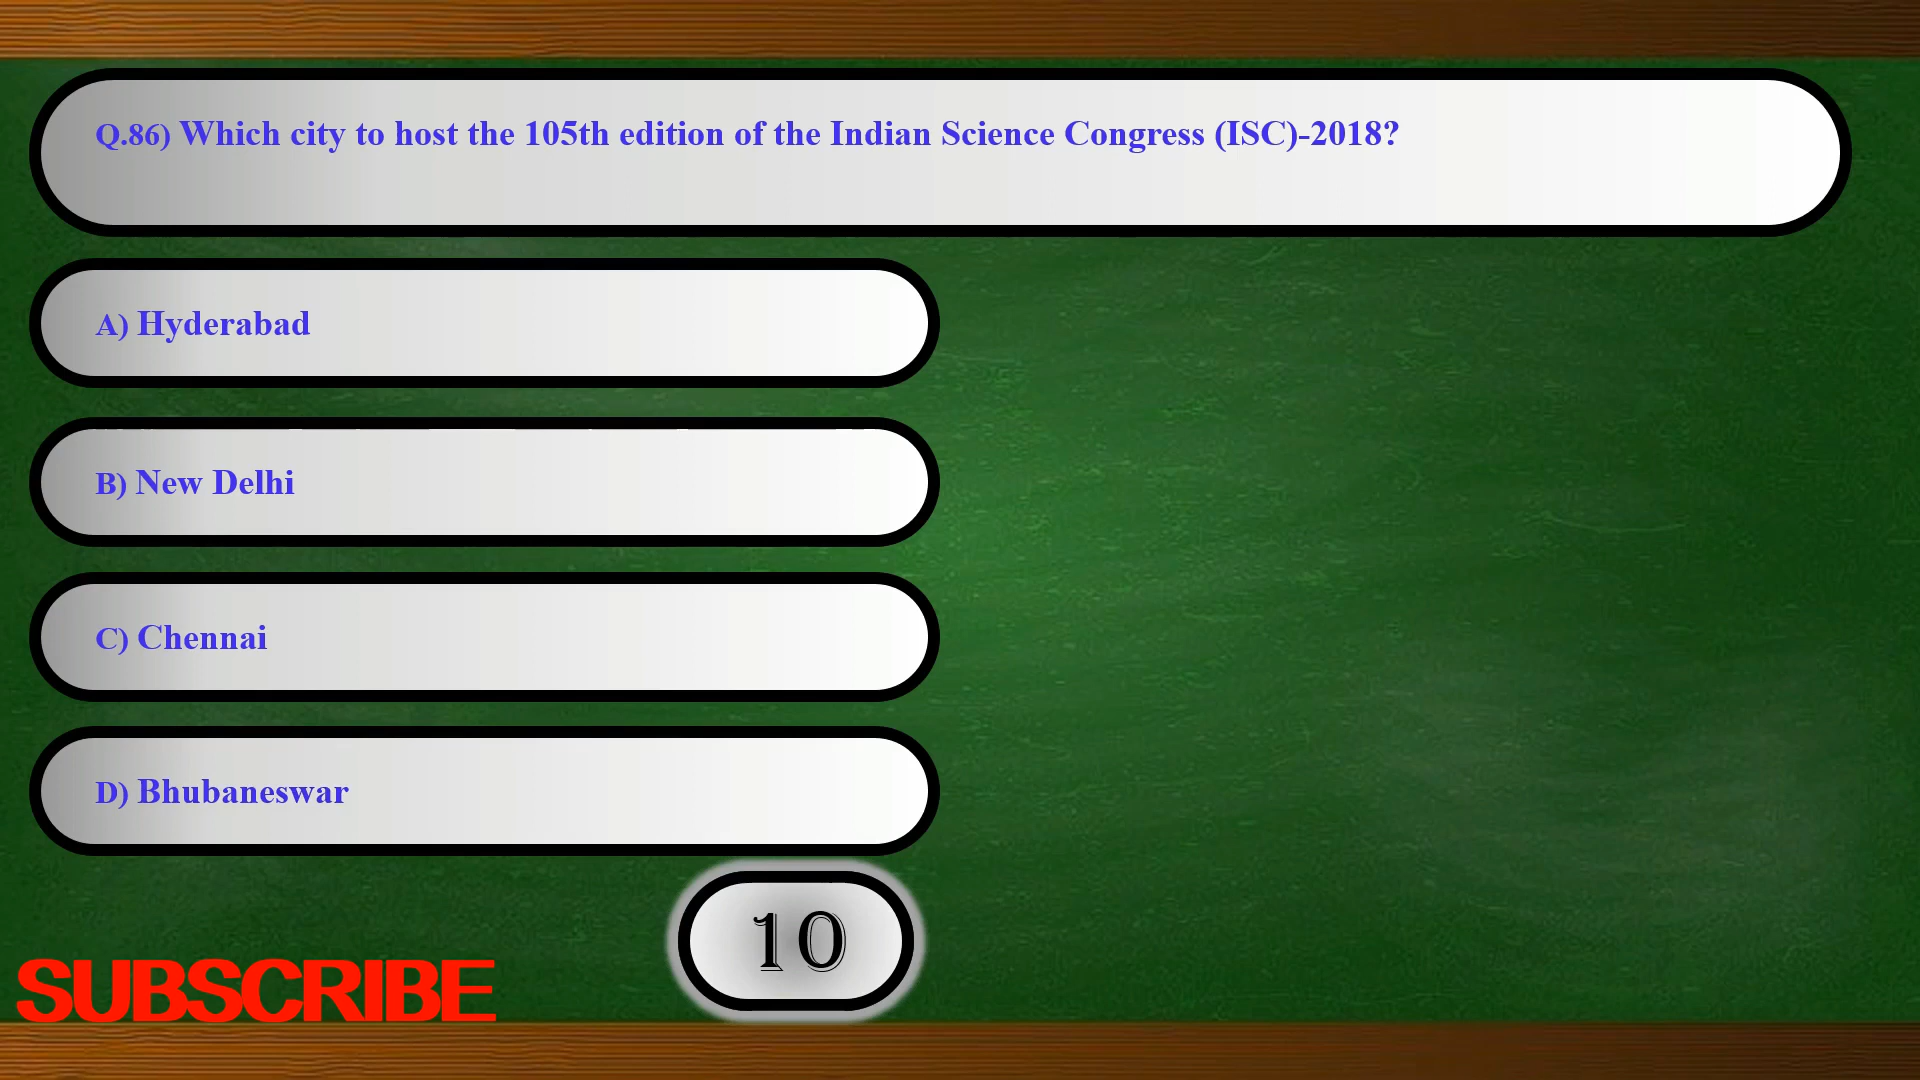 Q.86) Which city to host the 105th edition of the Indian Science Congress (ISC)-2018?
A) Hyderabad
B) New Delhi
C) Chennai
D) Bhubaneswar
10
SUBSCRIBE